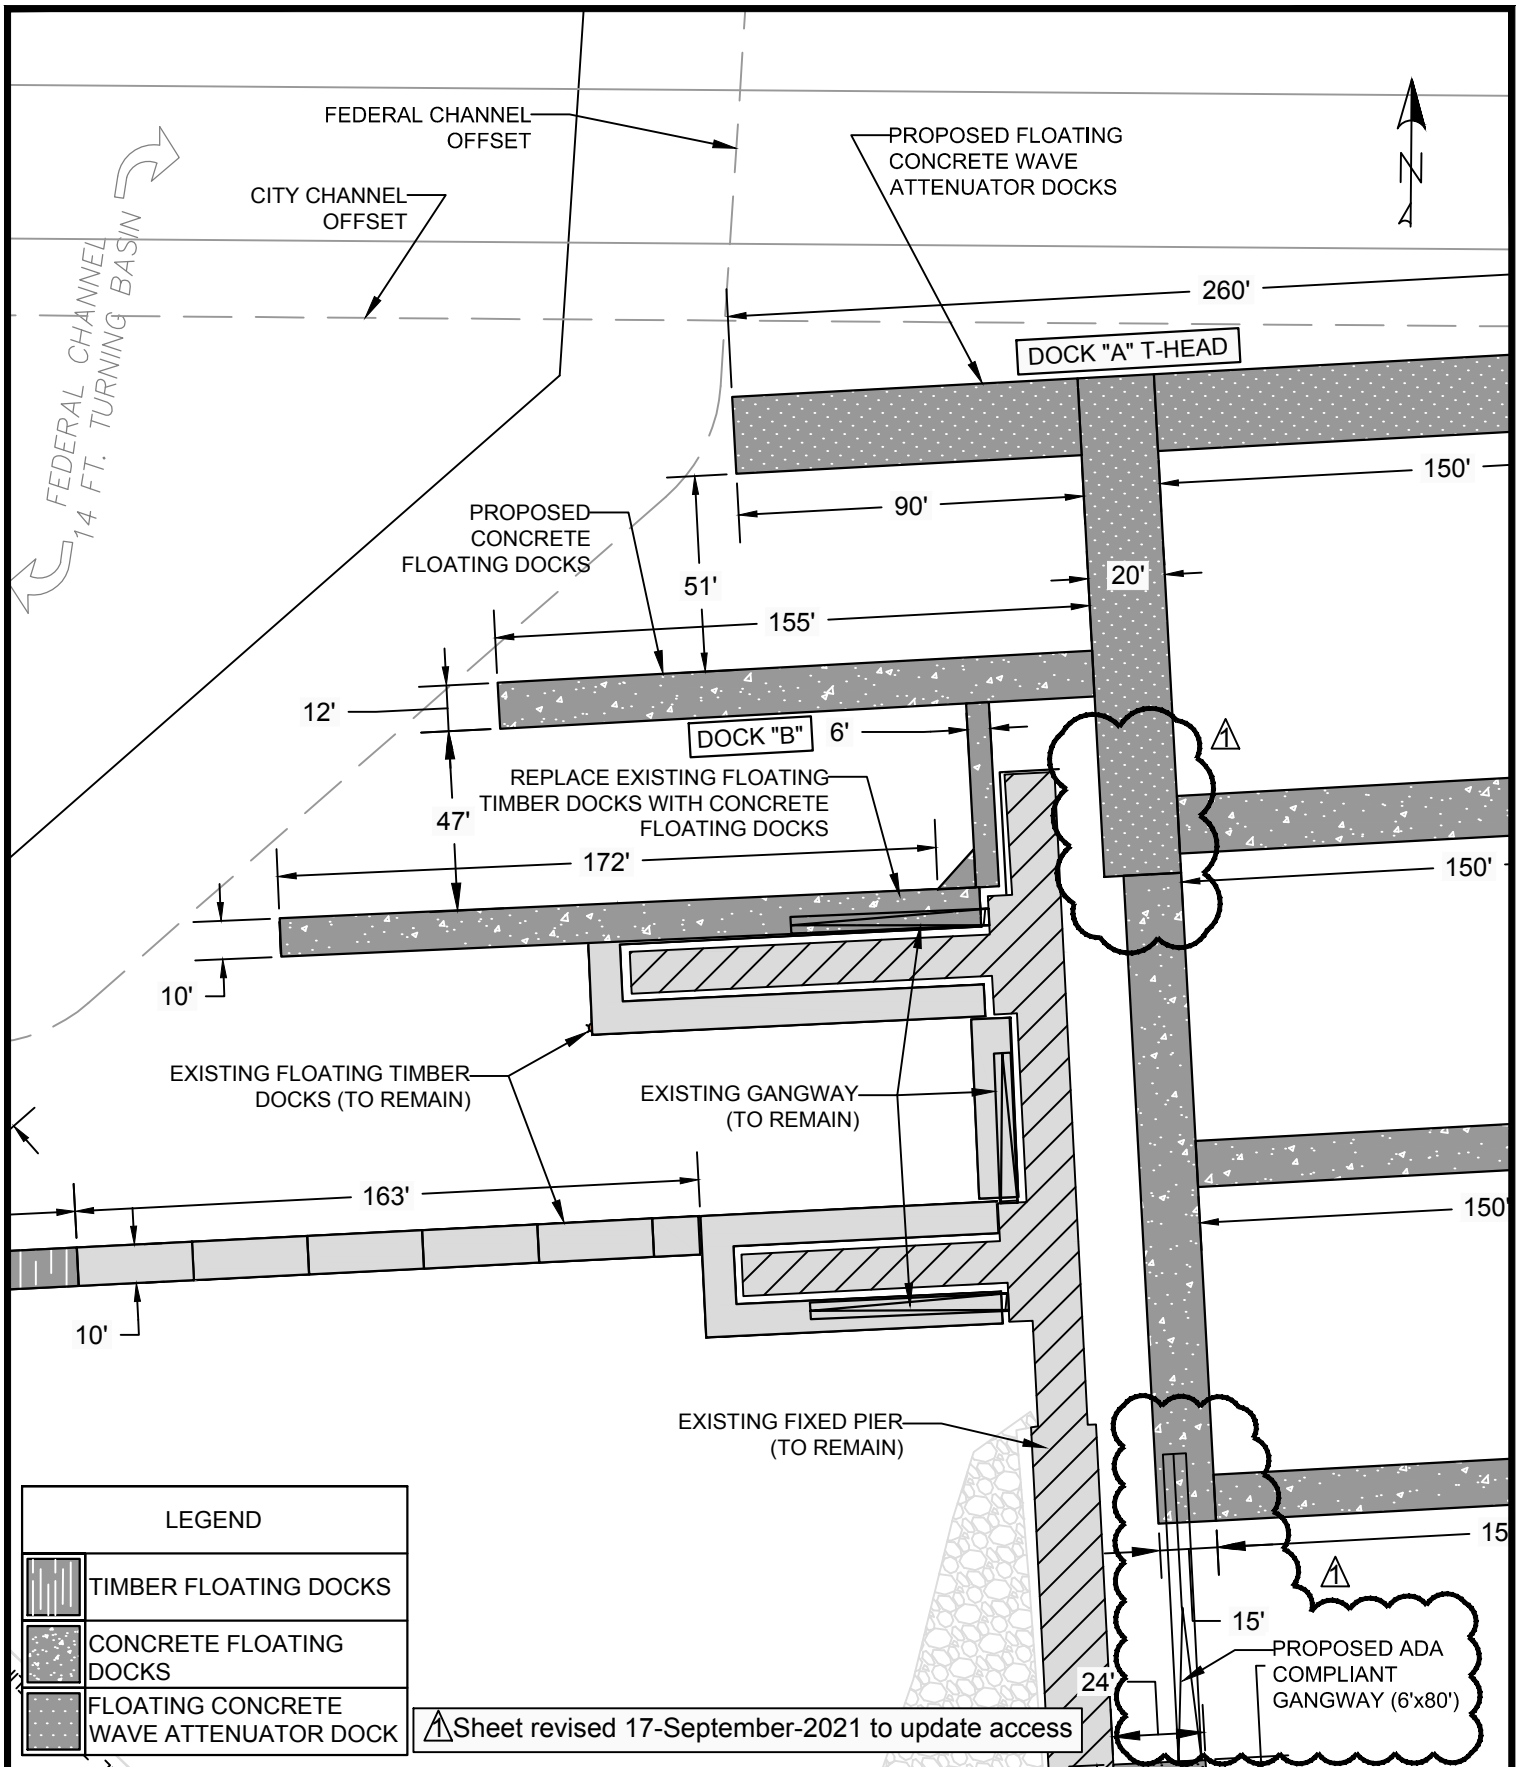 FEDERAL CHANNEL
OFFSET
CITY CHANNEL
OFFSET
PROPOSED FLOATING
CONCRETE WAVE
ATTENUATOR DOCKS
N
FEDERAL CHANNEL
14 FT. TURNING BASIN
260'
DOCK "A" T-HEAD
150'
90'
PROPOSED
CONCRETE
FLOATING DOCKS
51'
20'
155'
12'
DOCK "B"
6'
1
REPLACE EXISTING FLOATING
TIMBER DOCKS WITH CONCRETE
FLOATING DOCKS
47'
172'
150'
10'
EXISTING FLOATING TIMBER
DOCKS (TO REMAIN)
EXISTING GANGWAY
(TO REMAIN)
163'
150'
10'
EXISTING FIXED PIER
(TO REMAIN)
15
1
15'
PROPOSED ADA
COMPLIANT
GANGWAY (6'x80')
24'
LEGEND
TIMBER FLOATING DOCKS
CONCRETE FLOATING
DOCKS
FLOATING CONCRETE
WAVE ATTENUATOR DOCK
1 Sheet revised 17-September-2021 to update access